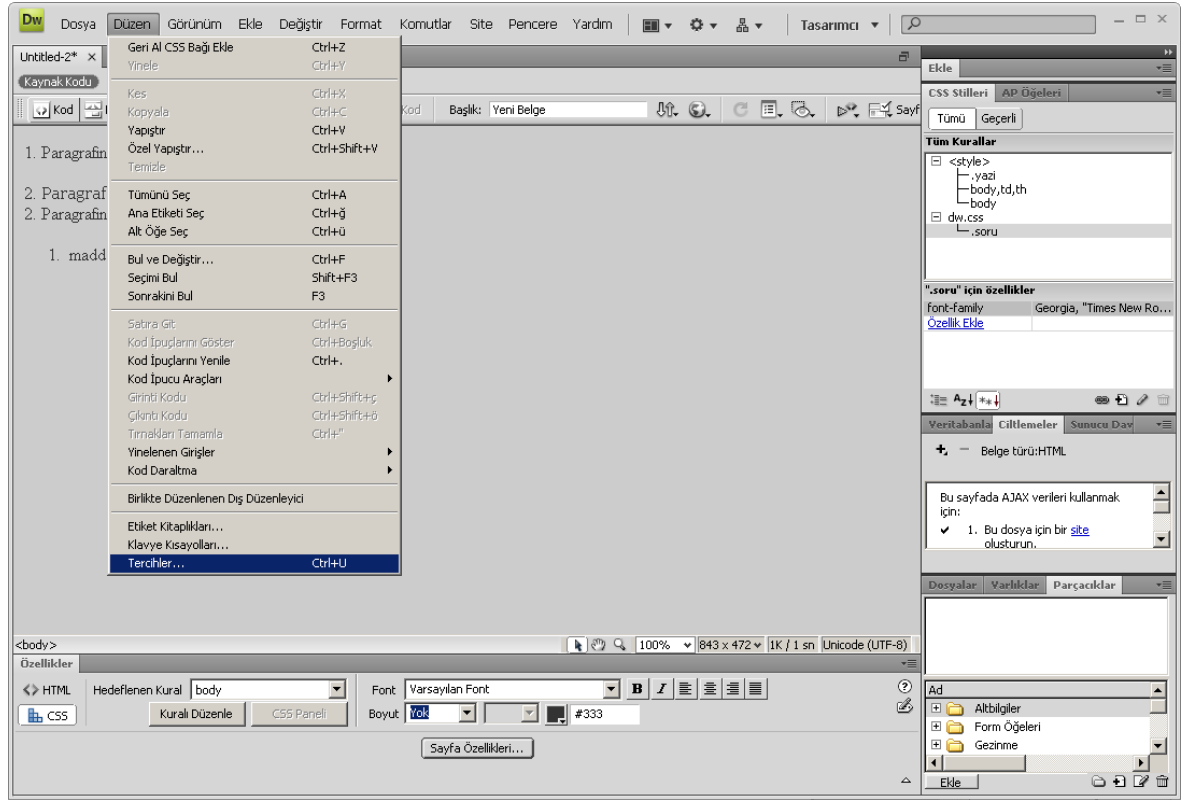 Dw Dosya Düzen Görünüm Ekle Değiştir Format Komutlar Site Pencere Yardım Tasarımcı
Untitled-2*
Kaynak Kodu
Kod Kod Başlık: Yeni Belge Sayf
1. Paragrafin
2. Paragraf
2. Paragrafin
1. madd
Geri Al CSS Bağı Ekle Ctrl+Z
Yinele Ctrl+Y
Kes Ctrl+X
Kopyala Ctrl+C
Yapıştır Ctrl+V
Özel Yapıştır... Ctrl+Shift+V
Temizle
Tümünü Seç Ctrl+A
Ana Etiketi Seç Ctrl+ğ
Alt Öğe Seç Ctrl+ü
Bul ve Değiştir... Ctrl+F
Seçimi Bul Shift+F3
Sonrakini Bul F3
Satıra Git Ctrl+G
Kod İpuçlarını Göster Ctrl+Boşluk
Kod İpuçlarını Yenile Ctrl+.
Kod İpucu Araçları
Girinti Kodu Ctrl+Shift+ç
Çıkıntı Kodu Ctrl+Shift+ö
Tırnakları Tamamla Ctrl+"
Yinelenen Girişler
Kod Daraltma
Birlikte Düzenlenen Dış Düzenleyici
Etiket Kitaplıkları...
Klavye Kısayolları...
Tercihler... Ctrl+U
<body> 100% 843 x 472 1K / 1 sn Unicode (UTF-8)
Özellikler
HTML Hedeflenen Kural body Font Varsayılan Font B I
CSS Kuralı Düzenle CSS Paneli Boyut Yok #333
Sayfa Özellikleri...
Ekle
CSS Stilleri AP Öğeleri
Tümü Geçerli
Tüm Kurallar
<style>
.yazi
body,td,th
body
dw.css
.soru
".soru" için özellikler
font-family Georgia, "Times New Ro...
Özellik Ekle
Veritabanla Ciltlemeler Sunucu Dav
Belge türü:HTML
Bu sayfada AJAX verileri kullanmak
için:
1. Bu dosya için bir site
oluşturun.
Dosyalar Varlıklar Parçacıklar
Ad
Altbilgiler
Form Öğeleri
Gezinme
Ekle